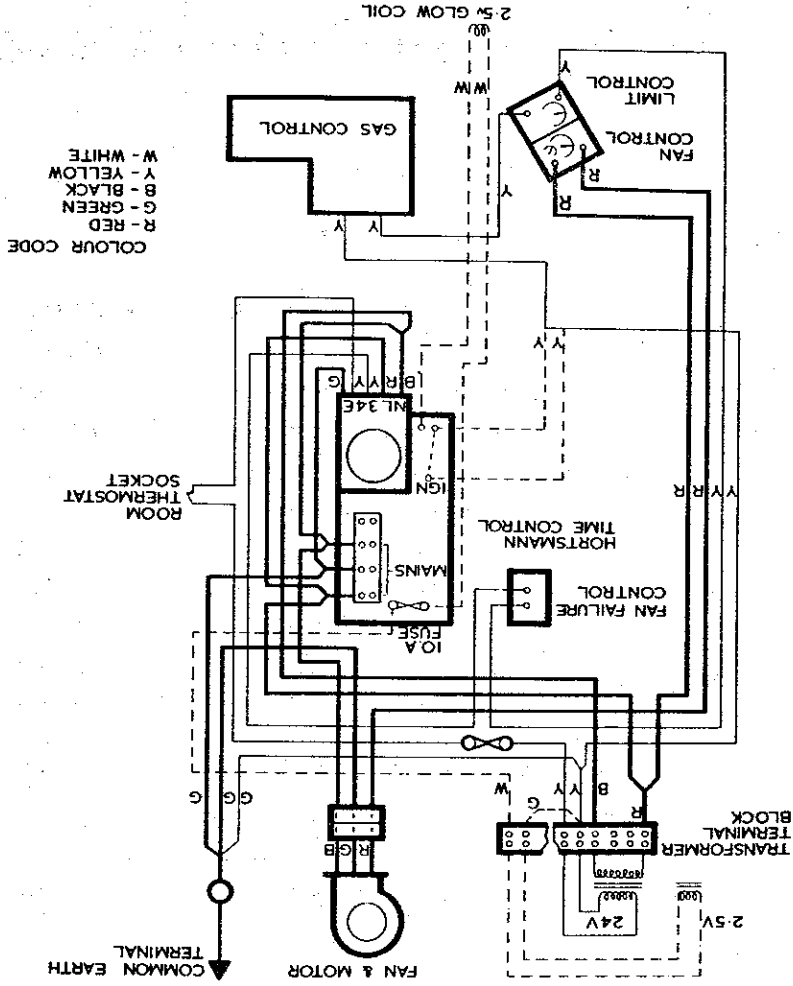 FAN & MOTOR
COMMON EARTH
TERMINAL
2·5V
24V
TRANSFORMER
TERMINAL
BLOCK
R G B
R
B
Y
Y
G
W
G G
G
10.A
FUSE
FAN FAILURE
CONTROL
MAINS
HORTSMANN
TIME CONTROL
ROOM
THERMOSTAT
SOCKET
Y Y R R
IGN
NL34E
B R Y Y G
Y Y
COLOUR CODE
R - RED
G - GREEN
B - BLACK
Y - YELLOW
W - WHITE
R
R
Y
Y
Y
FAN
CONTROL
LIMIT
CONTROL
Y
GAS CONTROL
W W
2·5v GLOW COIL